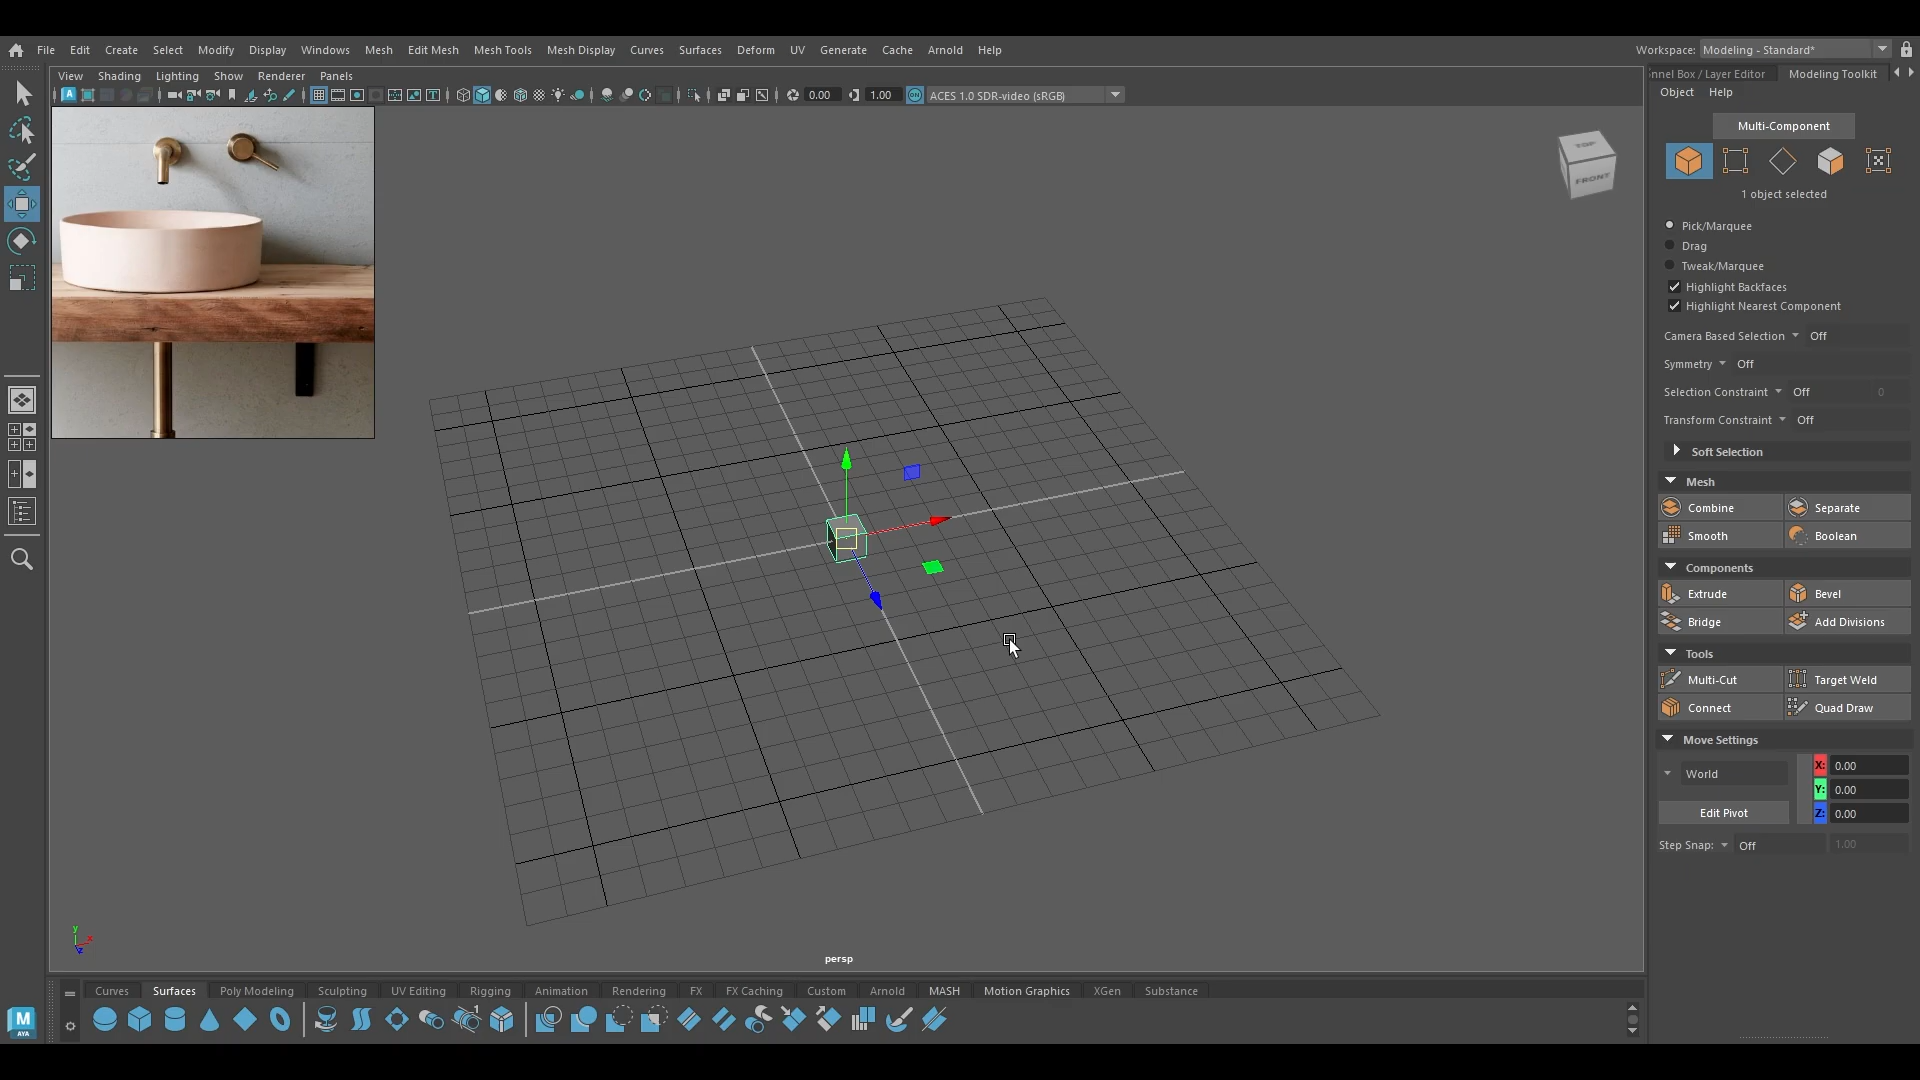 File Edit Create Select Modify Display Windows Mesh Edit Mesh Mesh Tools Mesh Display Curves Surfaces Deform UV Generate Cache Arnold Help
Workspace: Modeling - Standard*
View Shading Lighting Show Renderer Panels
0.00 1.00 ON ACES 1.0 SDR-video (sRGB)
nnel Box / Layer Editor Modeling Toolkit
Object Help
Multi-Component
1 object selected
Pick/Marquee
Drag
Tweak/Marquee
Highlight Backfaces
Highlight Nearest Component
Camera Based Selection Off
Symmetry Off
Selection Constraint Off 0
Transform Constraint Off
Soft Selection
Mesh
Combine Separate
Smooth Boolean
Components
Extrude Bevel
Bridge Add Divisions
Tools
Multi-Cut Target Weld
Connect Quad Draw
Move Settings
World
X: 0.00
Y: 0.00
Z: 0.00
Edit Pivot
Step Snap: Off 1.00
TOP
FRONT
y x z
persp
Curves Surfaces Poly Modeling Sculpting UV Editing Rigging Animation Rendering FX FX Caching Custom Arnold MASH Motion Graphics XGen Substance
M
AYA